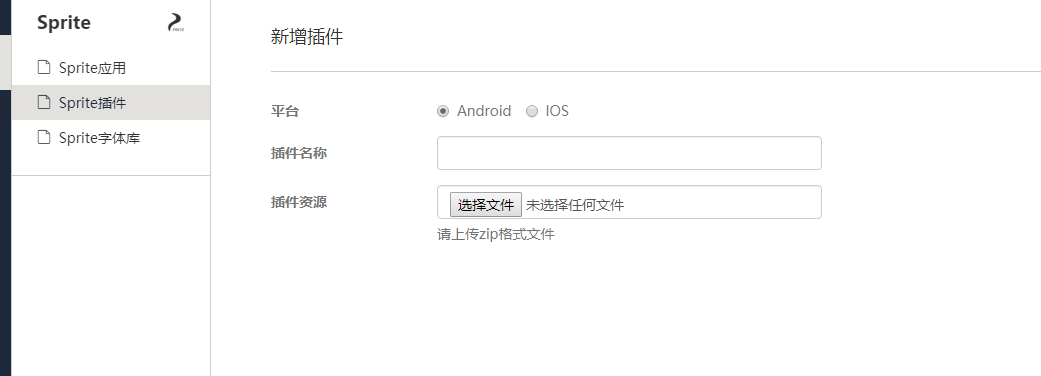 Sprite
Sprite应用
Sprite插件
Sprite字体库
新增插件
平台 Android IOS
插件名称
插件资源 选择文件 未选择任何文件
请上传zip格式文件